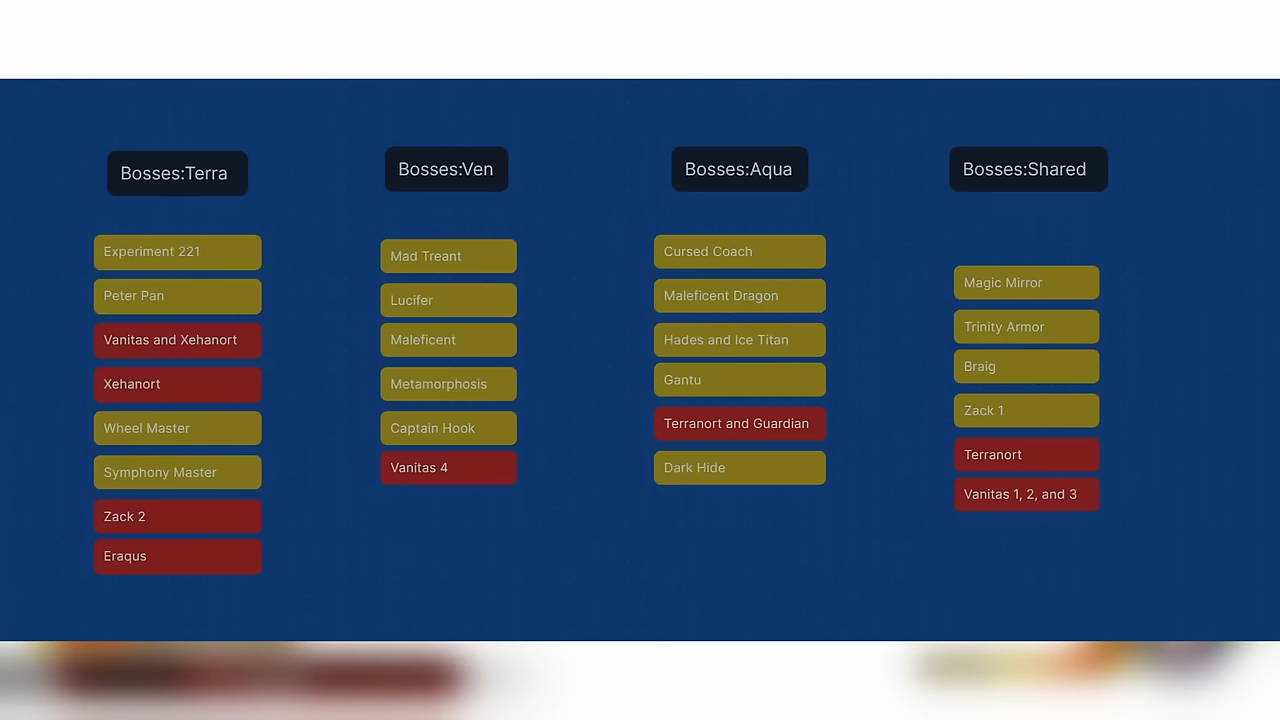 Bosses:Terra
Experiment 221
Peter Pan
Vanitas and Xehanort
Xehanort
Wheel Master
Symphony Master
Zack 2
Eraqus
Bosses:Ven
Mad Treant
Lucifer
Maleficent
Metamorphosis
Captain Hook
Vanitas 4
Bosses:Aqua
Cursed Coach
Maleficent Dragon
Hades and Ice Titan
Gantu
Terranort and Guardian
Dark Hide
Bosses:Shared
Magic Mirror
Trinity Armor
Braig
Zack 1
Terranort
Vanitas 1, 2, and 3